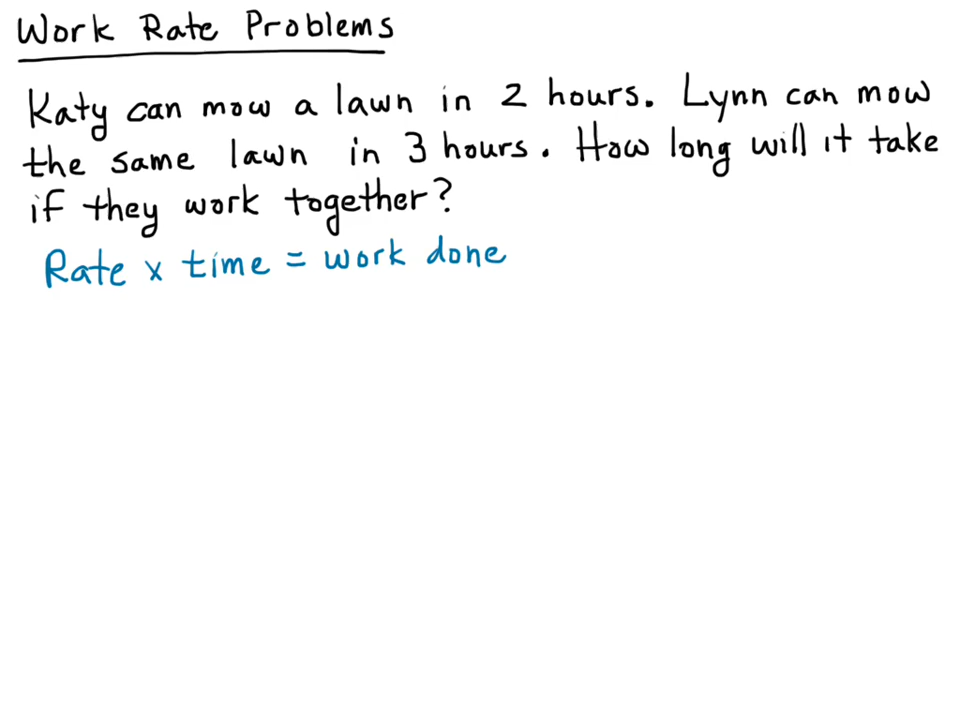 Work Rate Problems
Katy can mow a lawn in 2 hours. Lynn can mow
the same lawn in 3 hours. How long will it take
if they work together?
Rate x time = work done